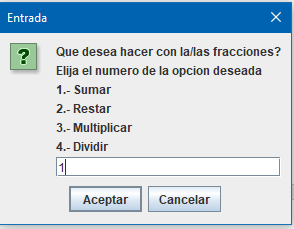 Entrada
Que desea hacer con la/las fracciones?
Elija el numero de la opcion deseada
1.- Sumar
2.- Restar
3.- Multiplicar
4.- Dividir
1
Aceptar Cancelar